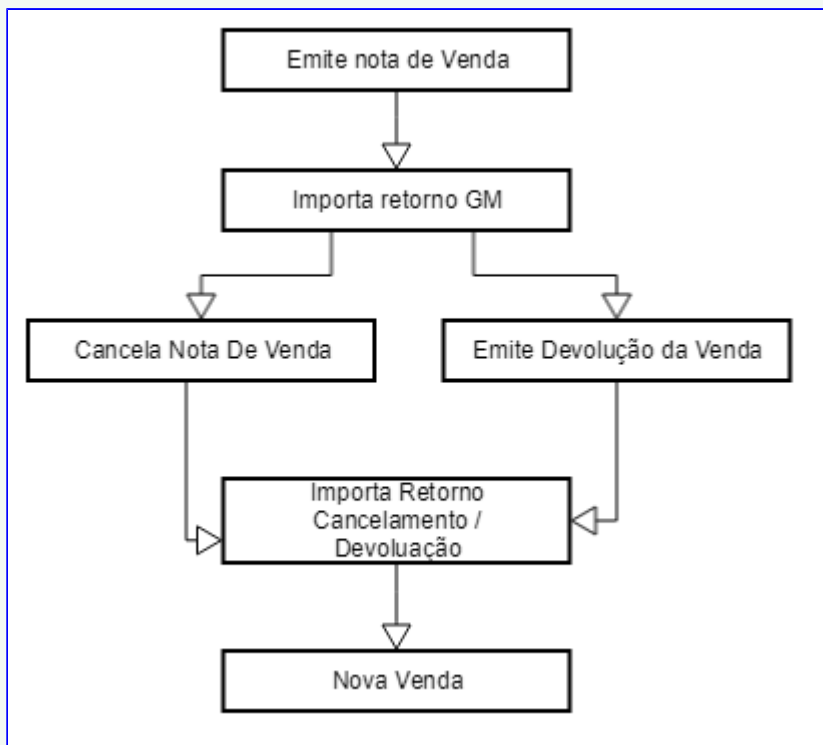 Emite nota de Venda
Importa retorno GM
Cancela Nota De Venda
Emite Devolução da Venda
Importa Retorno
Cancelamento /
Devoluação
Nova Venda